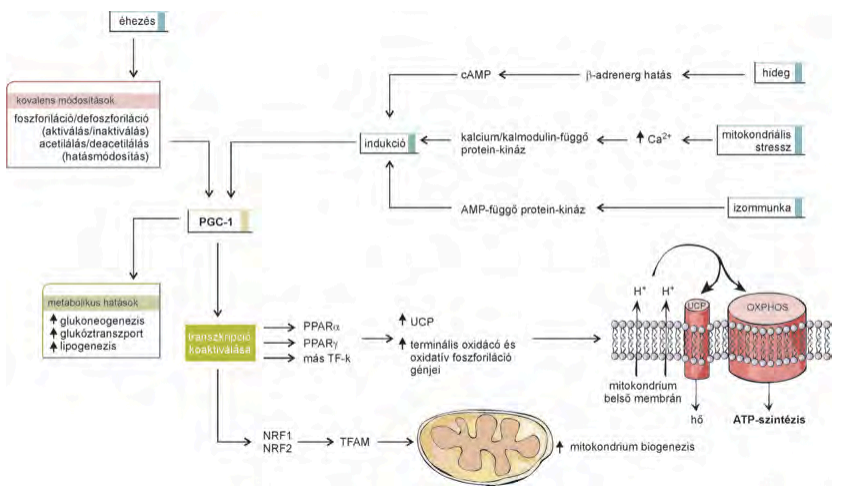 éhezés
kovalens módosítások
foszforiláció/defoszforiláció
(aktiválás/inaktiválás)
acetilálás/deacetilálás
(hatásmódosítás)
cAMP
β-adrenerg hatás
hideg
indukció
kalcium/kalmodulin-függő
protein-kináz
Ca²⁺
mitokondriális
stressz
AMP-függő protein-kináz
izommunka
PGC-1
metabolikus hatások
glukoneogenezis
glukóztranszport
lipogenezis
transzkripció
koaktiválása
PPARα
PPARγ
más TF-k
UCP
terminális oxidácó és
oxidatív foszforiláció
génjei
H⁺
H⁺
UCP
OXPHOS
mitokondrium
belső membrán
hő
ATP-szintézis
NRF1
NRF2
TFAM
mitokondrium biogenezis